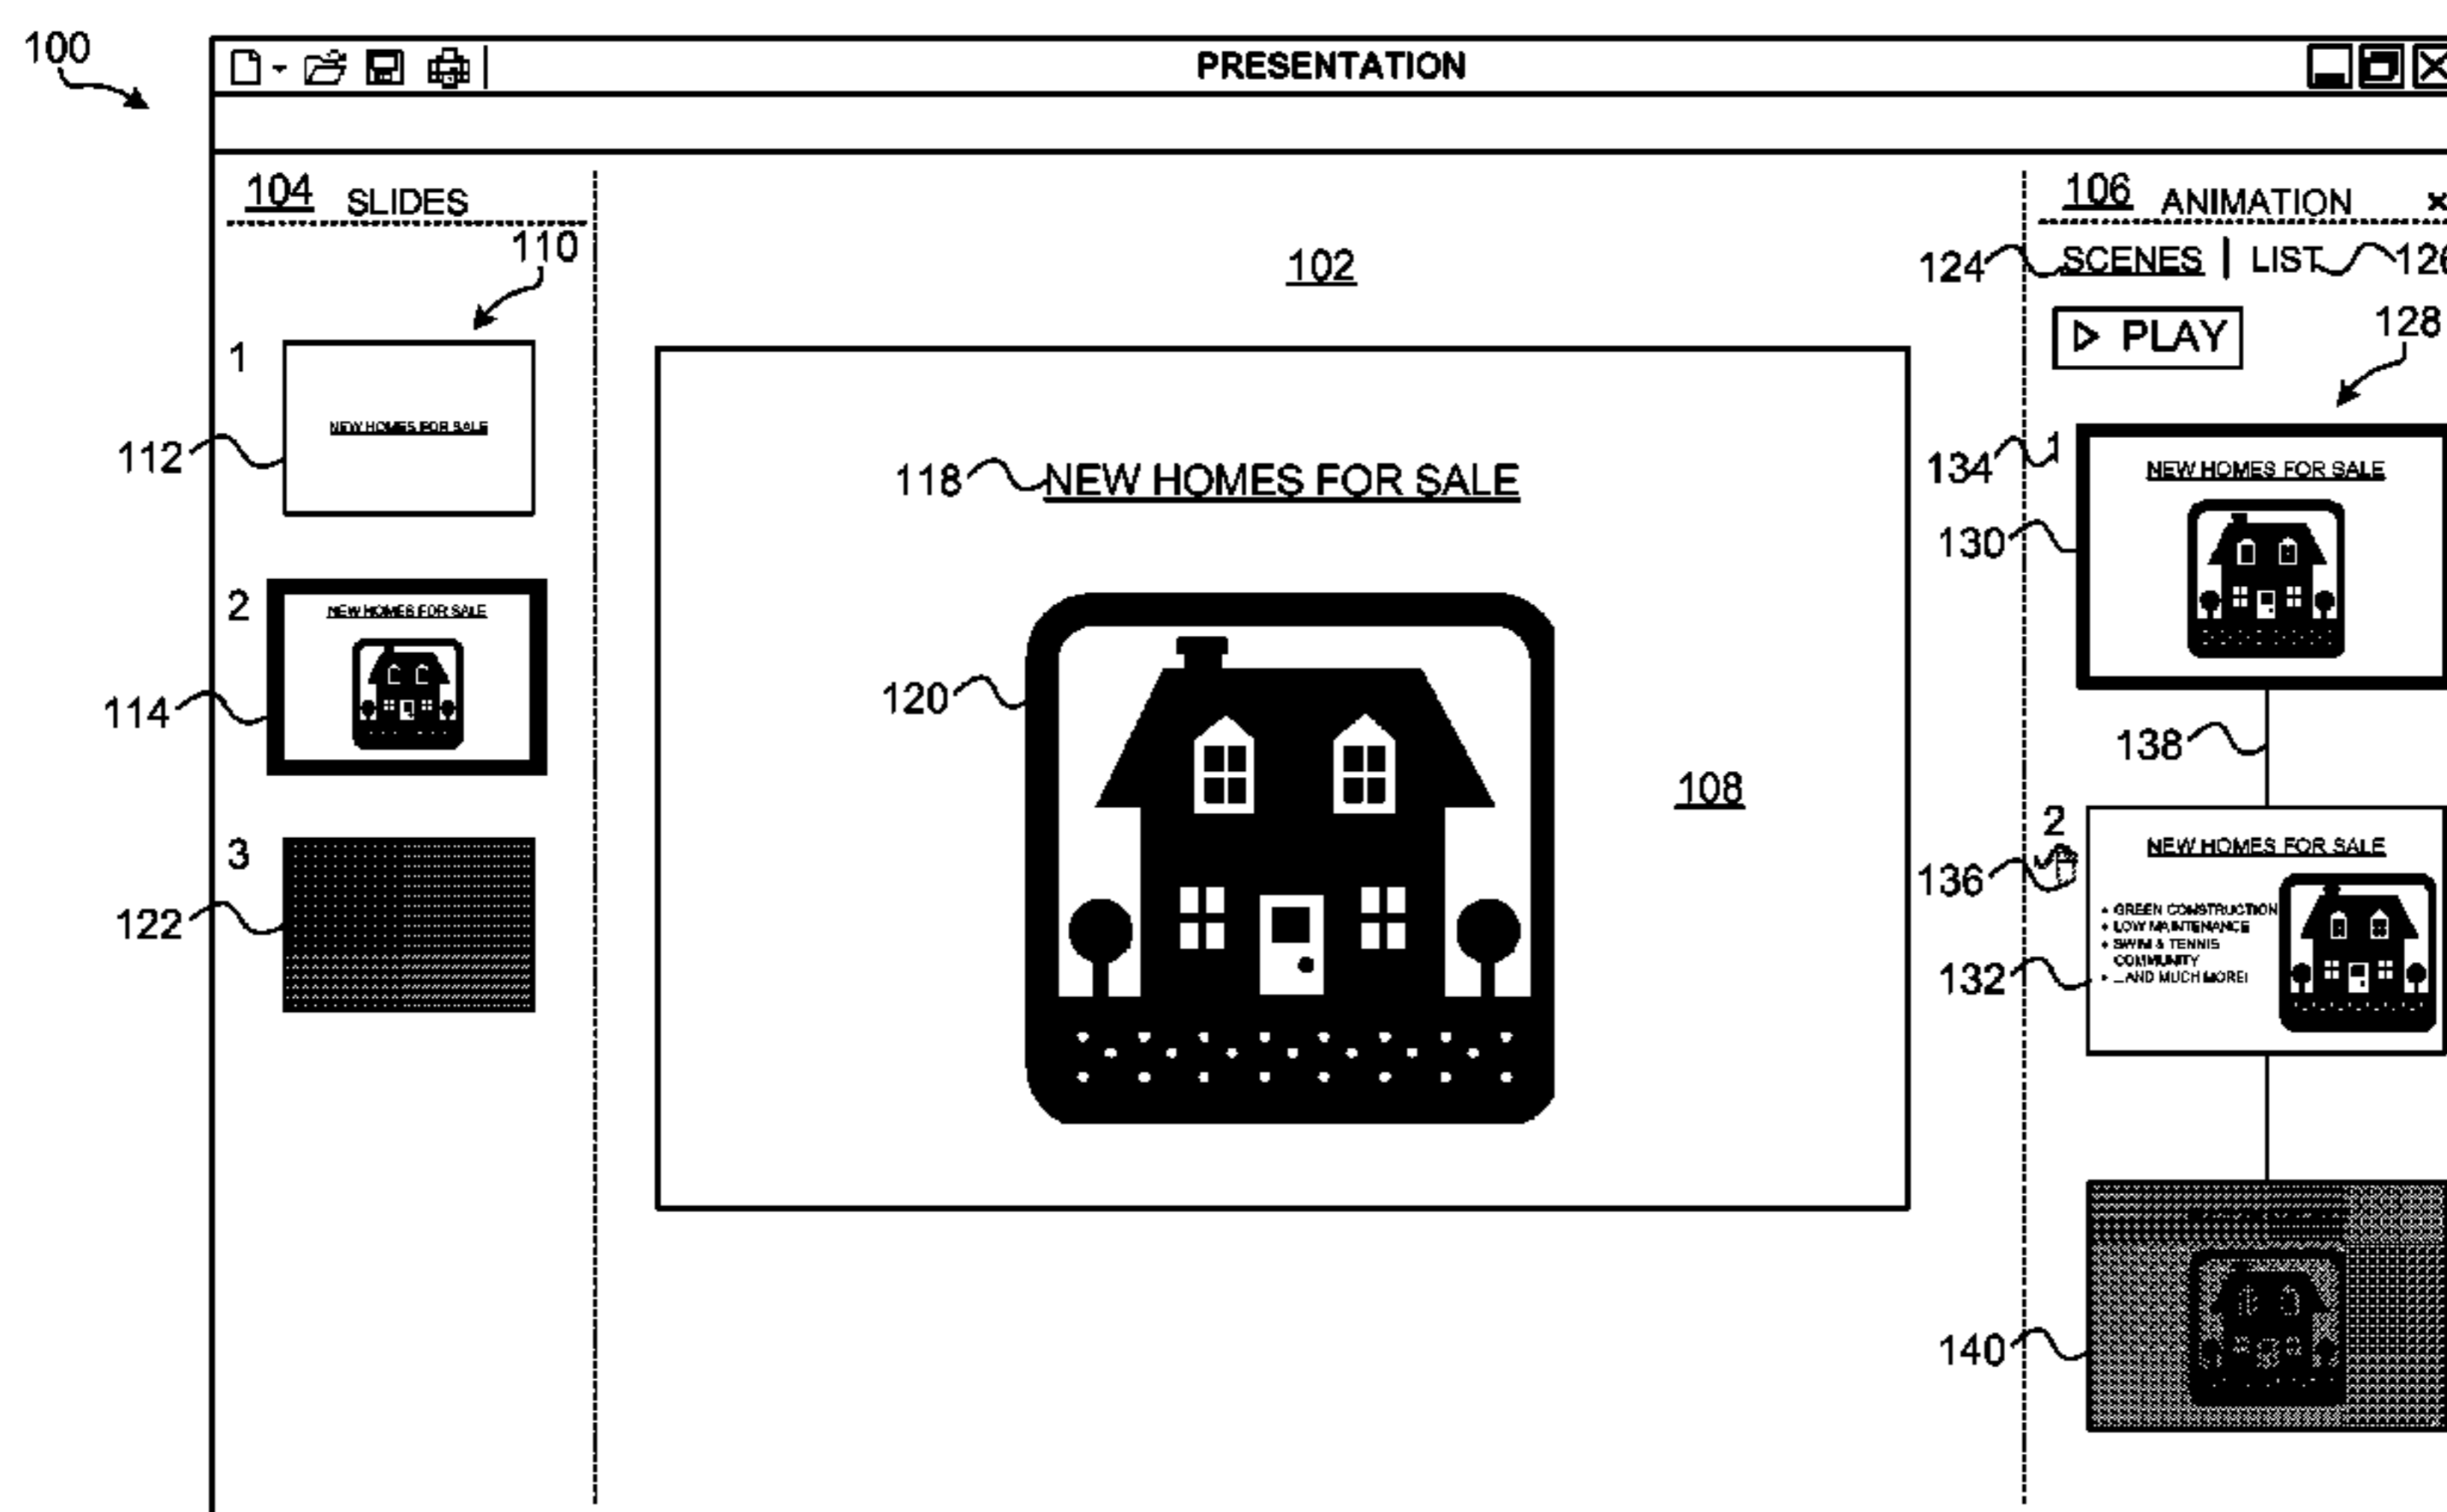 100
PRESENTATION
104 SLIDES
110
1
NEW HOMES FOR SALE
112
2
NEW HOMES FOR SALE
114
3
122
102
118 NEW HOMES FOR SALE
120
108
106 ANIMATION x
124 SCENES | LIST 126
PLAY
128
134 1
NEW HOMES FOR SALE
130
138
2
NEW HOMES FOR SALE
136
• GREEN CONSTRUCTION
• LOW MAINTENANCE
• SWIM & TENNIS
COMMUNITY
• ...AND MUCH MORE!
132
140